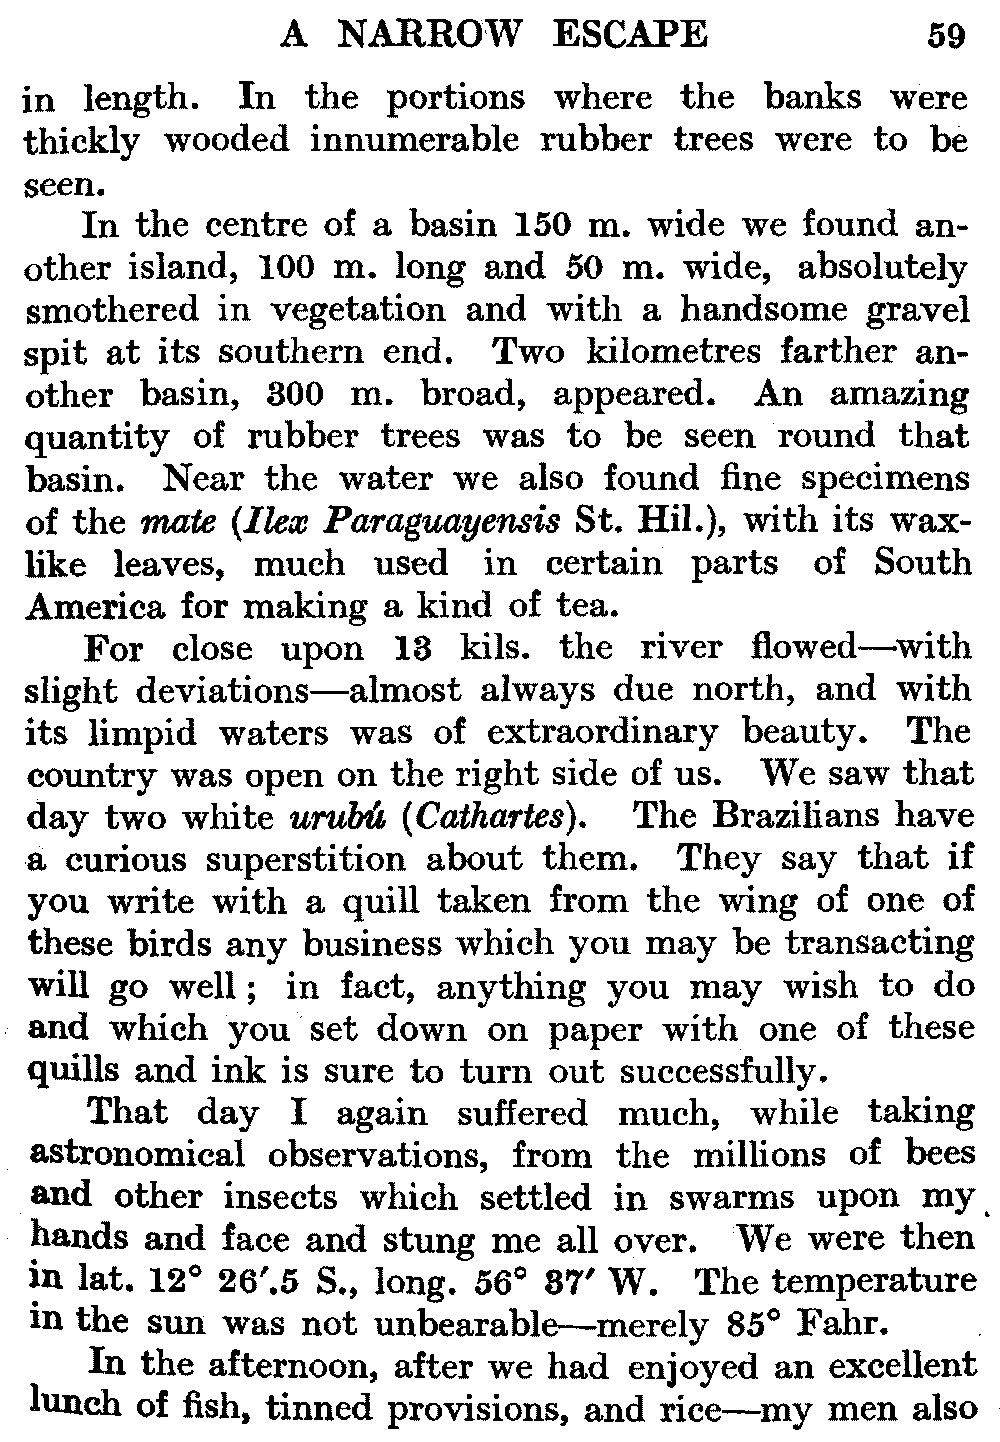 A NARROW ESCAPE 59
in length. In the portions where the banks were
thickly wooded innumerable rubber trees were to be
seen.
In the centre of a basin 150 m. wide we found an-
other island, 100 m. long and 50 m. wide, absolutely
smothered in vegetation and with a handsome gravel
spit at its southern end. Two kilometres farther an-
other basin, 300 m. broad, appeared. An amazing
quantity of rubber trees was to be seen round that
basin. Near the water we also found fine specimens
of the mate (Ilex Paraguayensis St. Hil.), with its wax-
like leaves, much used in certain parts of South
America for making a kind of tea.
For close upon 13 kils. the river flowed—with
slight deviations—almost always due north, and with
its limpid waters was of extraordinary beauty. The
country was open on the right side of us. We saw that
day two white urubú (Cathartes). The Brazilians have
a curious superstition about them. They say that if
you write with a quill taken from the wing of one of
these birds any business which you may be transacting
will go well; in fact, anything you may wish to do
and which you set down on paper with one of these
quills and ink is sure to turn out successfully.
That day I again suffered much, while taking
astronomical observations, from the millions of bees
and other insects which settled in swarms upon my
hands and face and stung me all over. We were then
in lat. 12° 26′.5 S., long. 56° 37′ W. The temperature
in the sun was not unbearable—merely 85° Fahr.
In the afternoon, after we had enjoyed an excellent
lunch of fish, tinned provisions, and rice—my men also